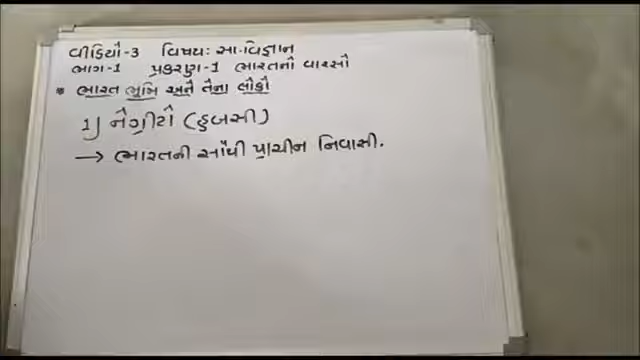 વીડિયો-3 વિષય: સા.વિજ્ઞાન
ભાગ-1 પ્રકરણ-1 ભારતનો વારસો
* ભારત ભૂમિ અને તેના લોકો
1) નેગ્રીટો (હબસી)
→ ભારતની સૌથી પ્રાચીન નિવાસી.